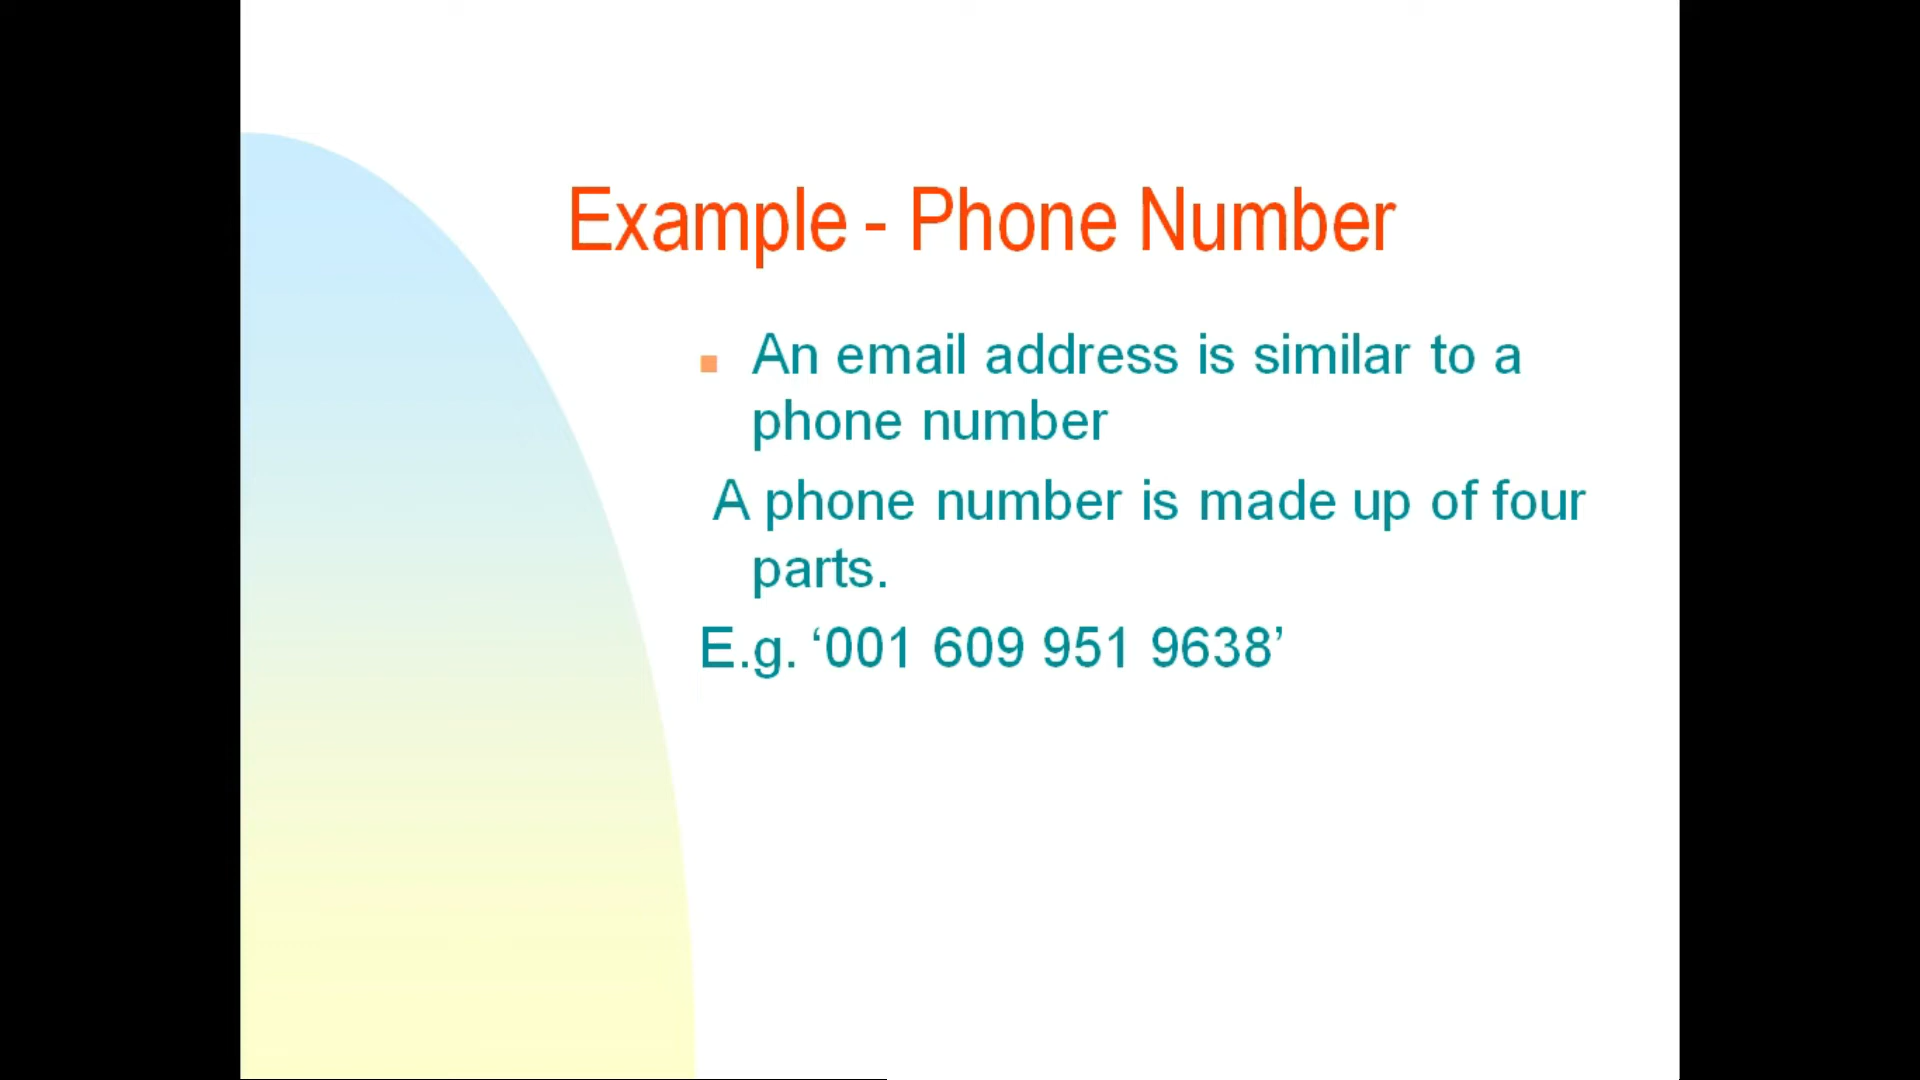 Example - Phone Number
An email address is similar to a
phone number
A phone number is made up of four
parts.
E.g. ‘001 609 951 9638’